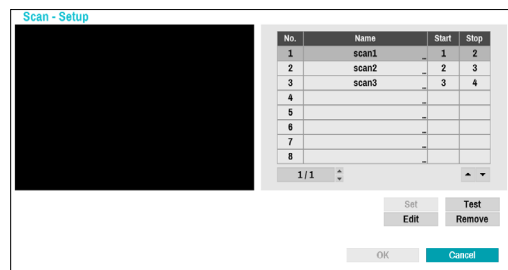 Scan - Setup
No. Name Start Stop
1 scan1 1 2
2 scan2 2 3
3 scan3 3 4
4
5
6
7
8
1 / 1
Set Test
Edit Remove
OK Cancel